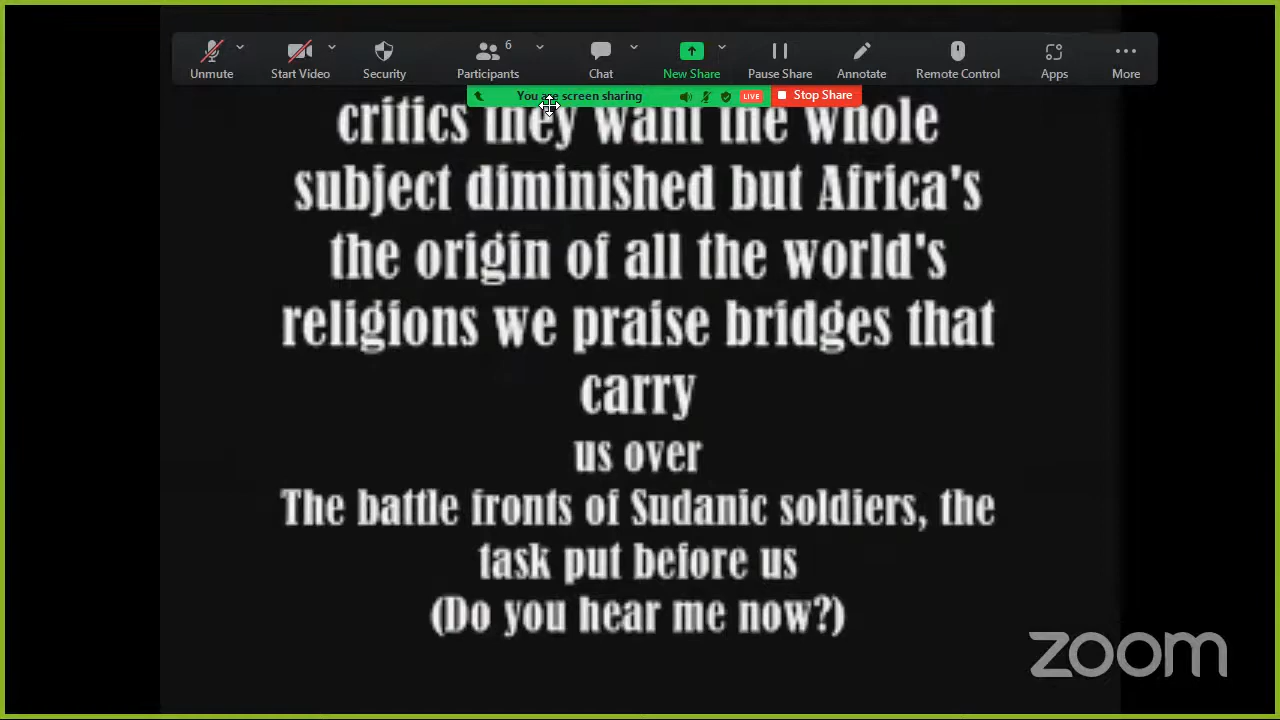 6
Unmute
Start Video
Security
Participants
Chat
New Share
Pause Share
Annotate
Remote Control
Apps
More
You are screen sharing
LIVE
Stop Share
critics they want the whole
subject diminished but Africa's
the origin of all the world's
religions we praise bridges that
carry
us over
The battle fronts of Sudanic soldiers, the
task put before us
(Do you hear me now?)
zoom